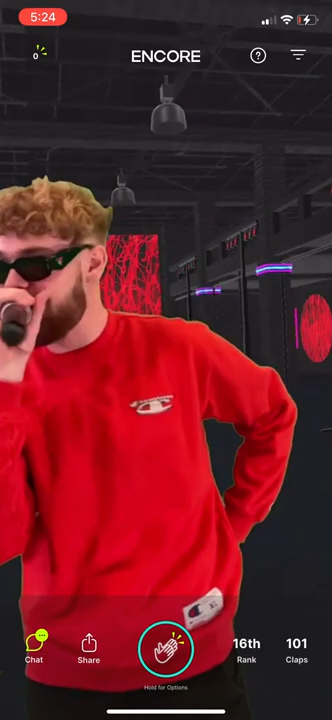 5:24
0
ENCORE
?
Chat
Share
Hold for Options
16th
Rank
101
Claps